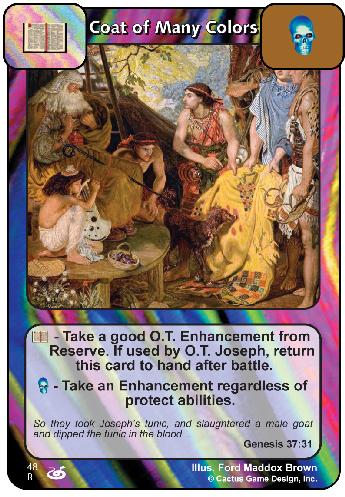 Coat of Many Colors
- Take a good O.T. Enhancement from
Reserve. If used by O.T. Joseph, return
this card to hand after battle.
- Take an Enhancement regardless of
protect abilities.
So they took Joseph's tunic, and slaughtered a male goat
and dipped the tunic in the blood
Genesis 37:31
48
R
Illus. Ford Maddox Brown
© Cactus Game Design, Inc.